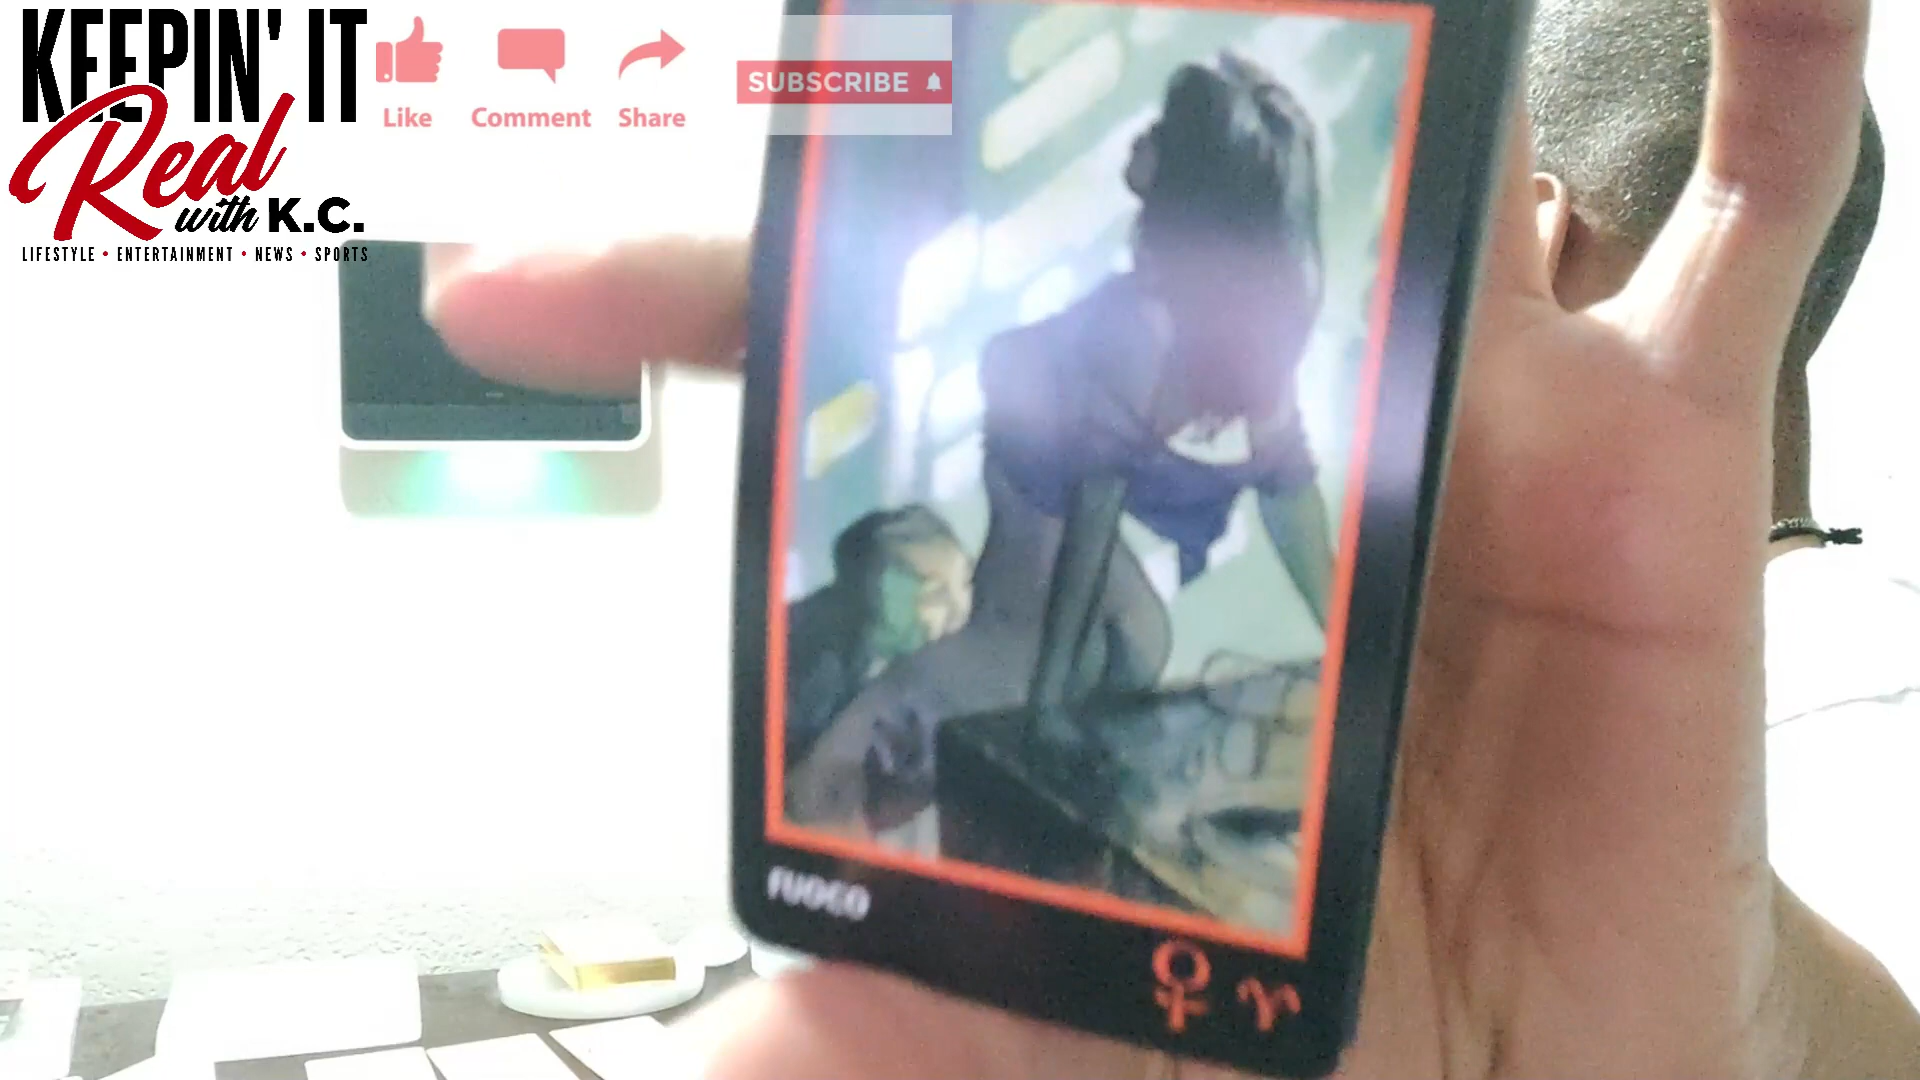 KEEPIN' IT
Real
with K.C.
LIFESTYLE • ENTERTAINMENT • NEWS • SPORTS
Like
Comment
Share
SUBSCRIBE
FUOCO